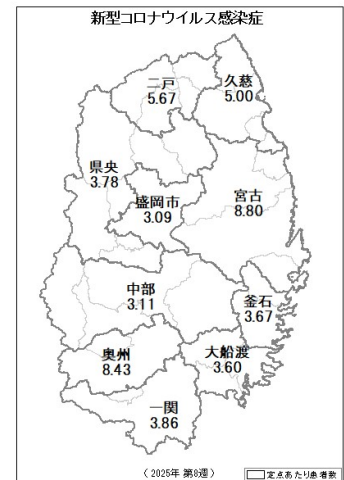 新型コロナウイルス感染症
久慈
5.00
二戸
5.67
県央
3.78
盛岡市
3.09
宮古
8.80
中部
3.11
釜石
3.67
奥州
8.43
大船渡
3.60
一関
3.86
（2025年 第8週）
定点あたり患者数